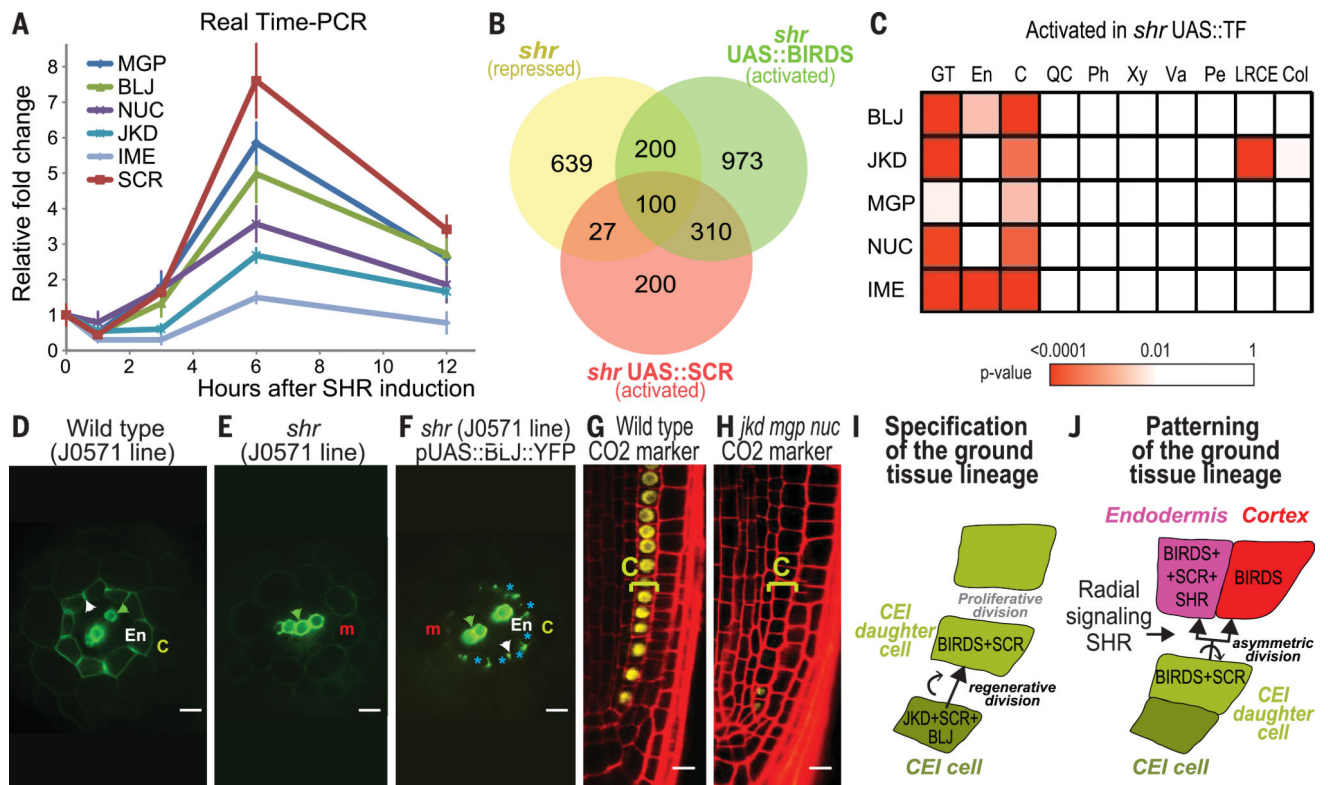 A
Real Time-PCR
Relative fold change
8
7
6
5
4
3
2
1
0
MGP
BLJ
NUC
JKD
IME
SCR
0 2 4 6 8 10 12
Hours after SHR induction
B
shr
(repressed)
shr
UAS::BIRDS
(activated)
639
200
973
100
27
310
200
shr UAS::SCR
(activated)
C
Activated in shr UAS::TF
GT En C QC Ph Xy Va Pe LRCE Col
BLJ
JKD
MGP
NUC
IME
<0.0001 0.01 1
p-value
D Wild type
(J0571 line)
En
C
E shr
(J0571 line)
m
F shr (J0571 line)
pUAS::BLJ::YFP
m
En
C
* * * * * *
G Wild type
CO2 marker
C
H jkd mgp nuc
CO2 marker
C
I Specification
of the ground
tissue lineage
Proliferative
division
CEI
daughter
cell
BIRDS+SCR
regenerative
division
JKD+SCR+
BLJ
CEI cell
J Patterning
of the ground
tissue lineage
Endermis Cortex
BIRDS+
+SCR+
SHR
BIRDS
Radial
signaling
SHR
asymmetric
division
BIRDS+SCR
CEI
daughter
cell
CEI cell